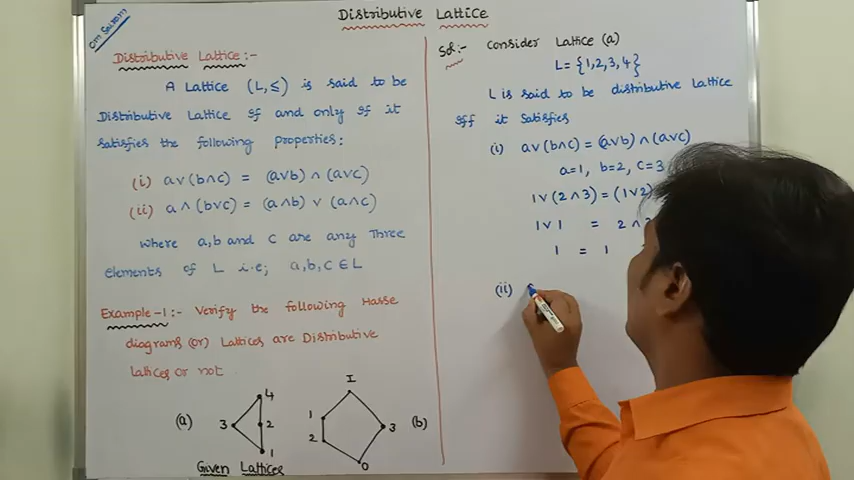 Om Sairam
Distributive Lattice
Distributive Lattice:-
A Lattice (L,≤) is said to be
Distributive Lattice if and only if it
satisfies the following properties:
(i) a∨(b∧c) = (a∨b) ∧ (a∨c)
(ii) a∧(b∨c) = (a∧b) ∨ (a∧c)
where a,b and c are any three
elements of L i.e; a,b,c ∈ L
Example-1:- Verify the following Hasse
diagrams (or) Lattices are Distributive
Lattices or not.
(a) 3 4 2 1
I 1 2 3 0 (b)
Given Lattices
Sol:- Consider Lattice (a)
L = {1,2,3,4}
L is said to be distributive Lattice
iff it satisfies
(i) a∨(b∧c) = (a∨b) ∧ (a∨c)
a=1, b=2, c=3
1∨(2∧3) = (1∨2)
1∨1 = 2∧
1 = 1
(ii)